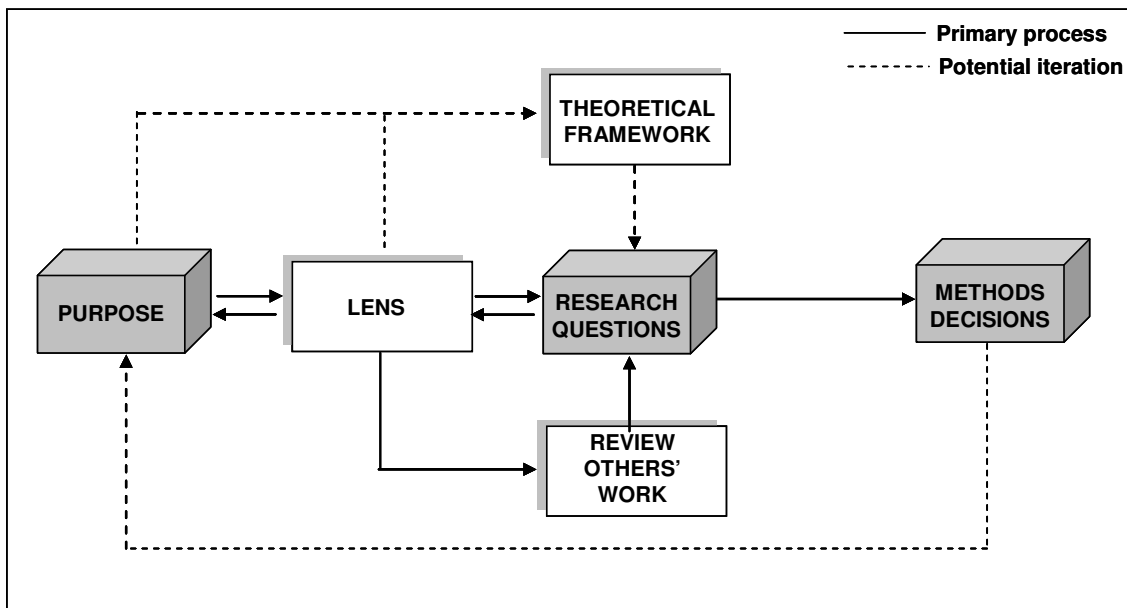 Primary process
Potential iteration
THEORETICAL
FRAMEWORK
PURPOSE
LENS
RESEARCH
QUESTIONS
METHODS
DECISIONS
REVIEW
OTHERS’
WORK